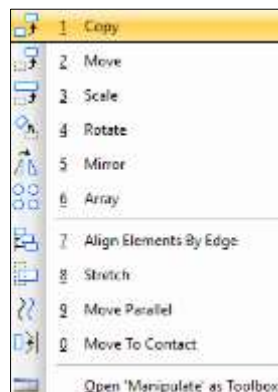 1 Copy
2 Move
3 Scale
4 Rotate
5 Mirror
6 Array
7 Align Elements By Edge
8 Stretch
9 Move Parallel
0 Move To Contact
Open 'Manipulate' as Toolbox